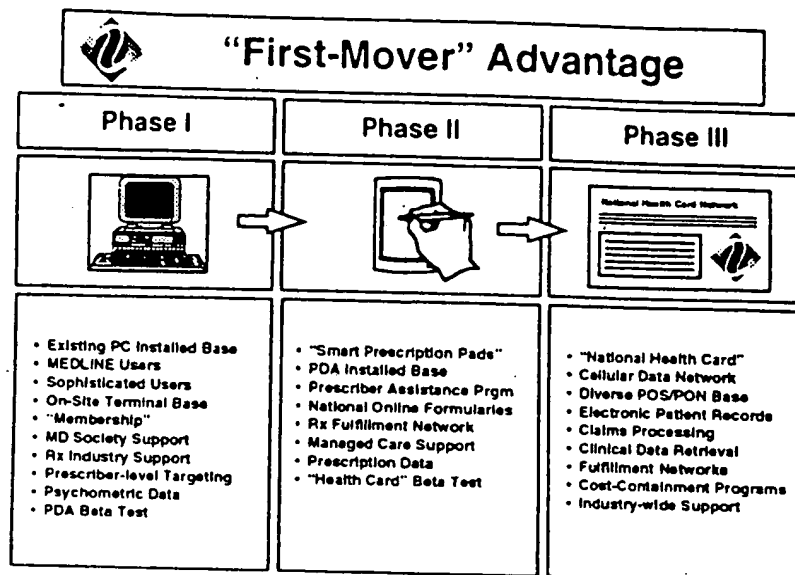 "First-Mover" Advantage
Phase I
Phase II
Phase III
National Health Card Network
• Existing PC Installed Base
• MEDLINE Users
• Sophisticated Users
• On-Site Terminal Base
• "Membership"
• MD Society Support
• Rx Industry Support
• Prescriber-level Targeting
• Psychometric Data
• PDA Beta Test
• "Smart Prescription Pads"
• PDA Installed Base
• Prescriber Assistance Prgm
• National Online Formularies
• Rx Fulfillment Network
• Managed Care Support
• Prescription Data
• "Health Card" Beta Test
• "National Health Card"
• Cellular Data Network
• Diverse POS/PON Base
• Electronic Patient Records
• Claims Processing
• Clinical Data Retrieval
• Fulfillment Networks
• Cost-Containment Programs
• Industry-wide Support